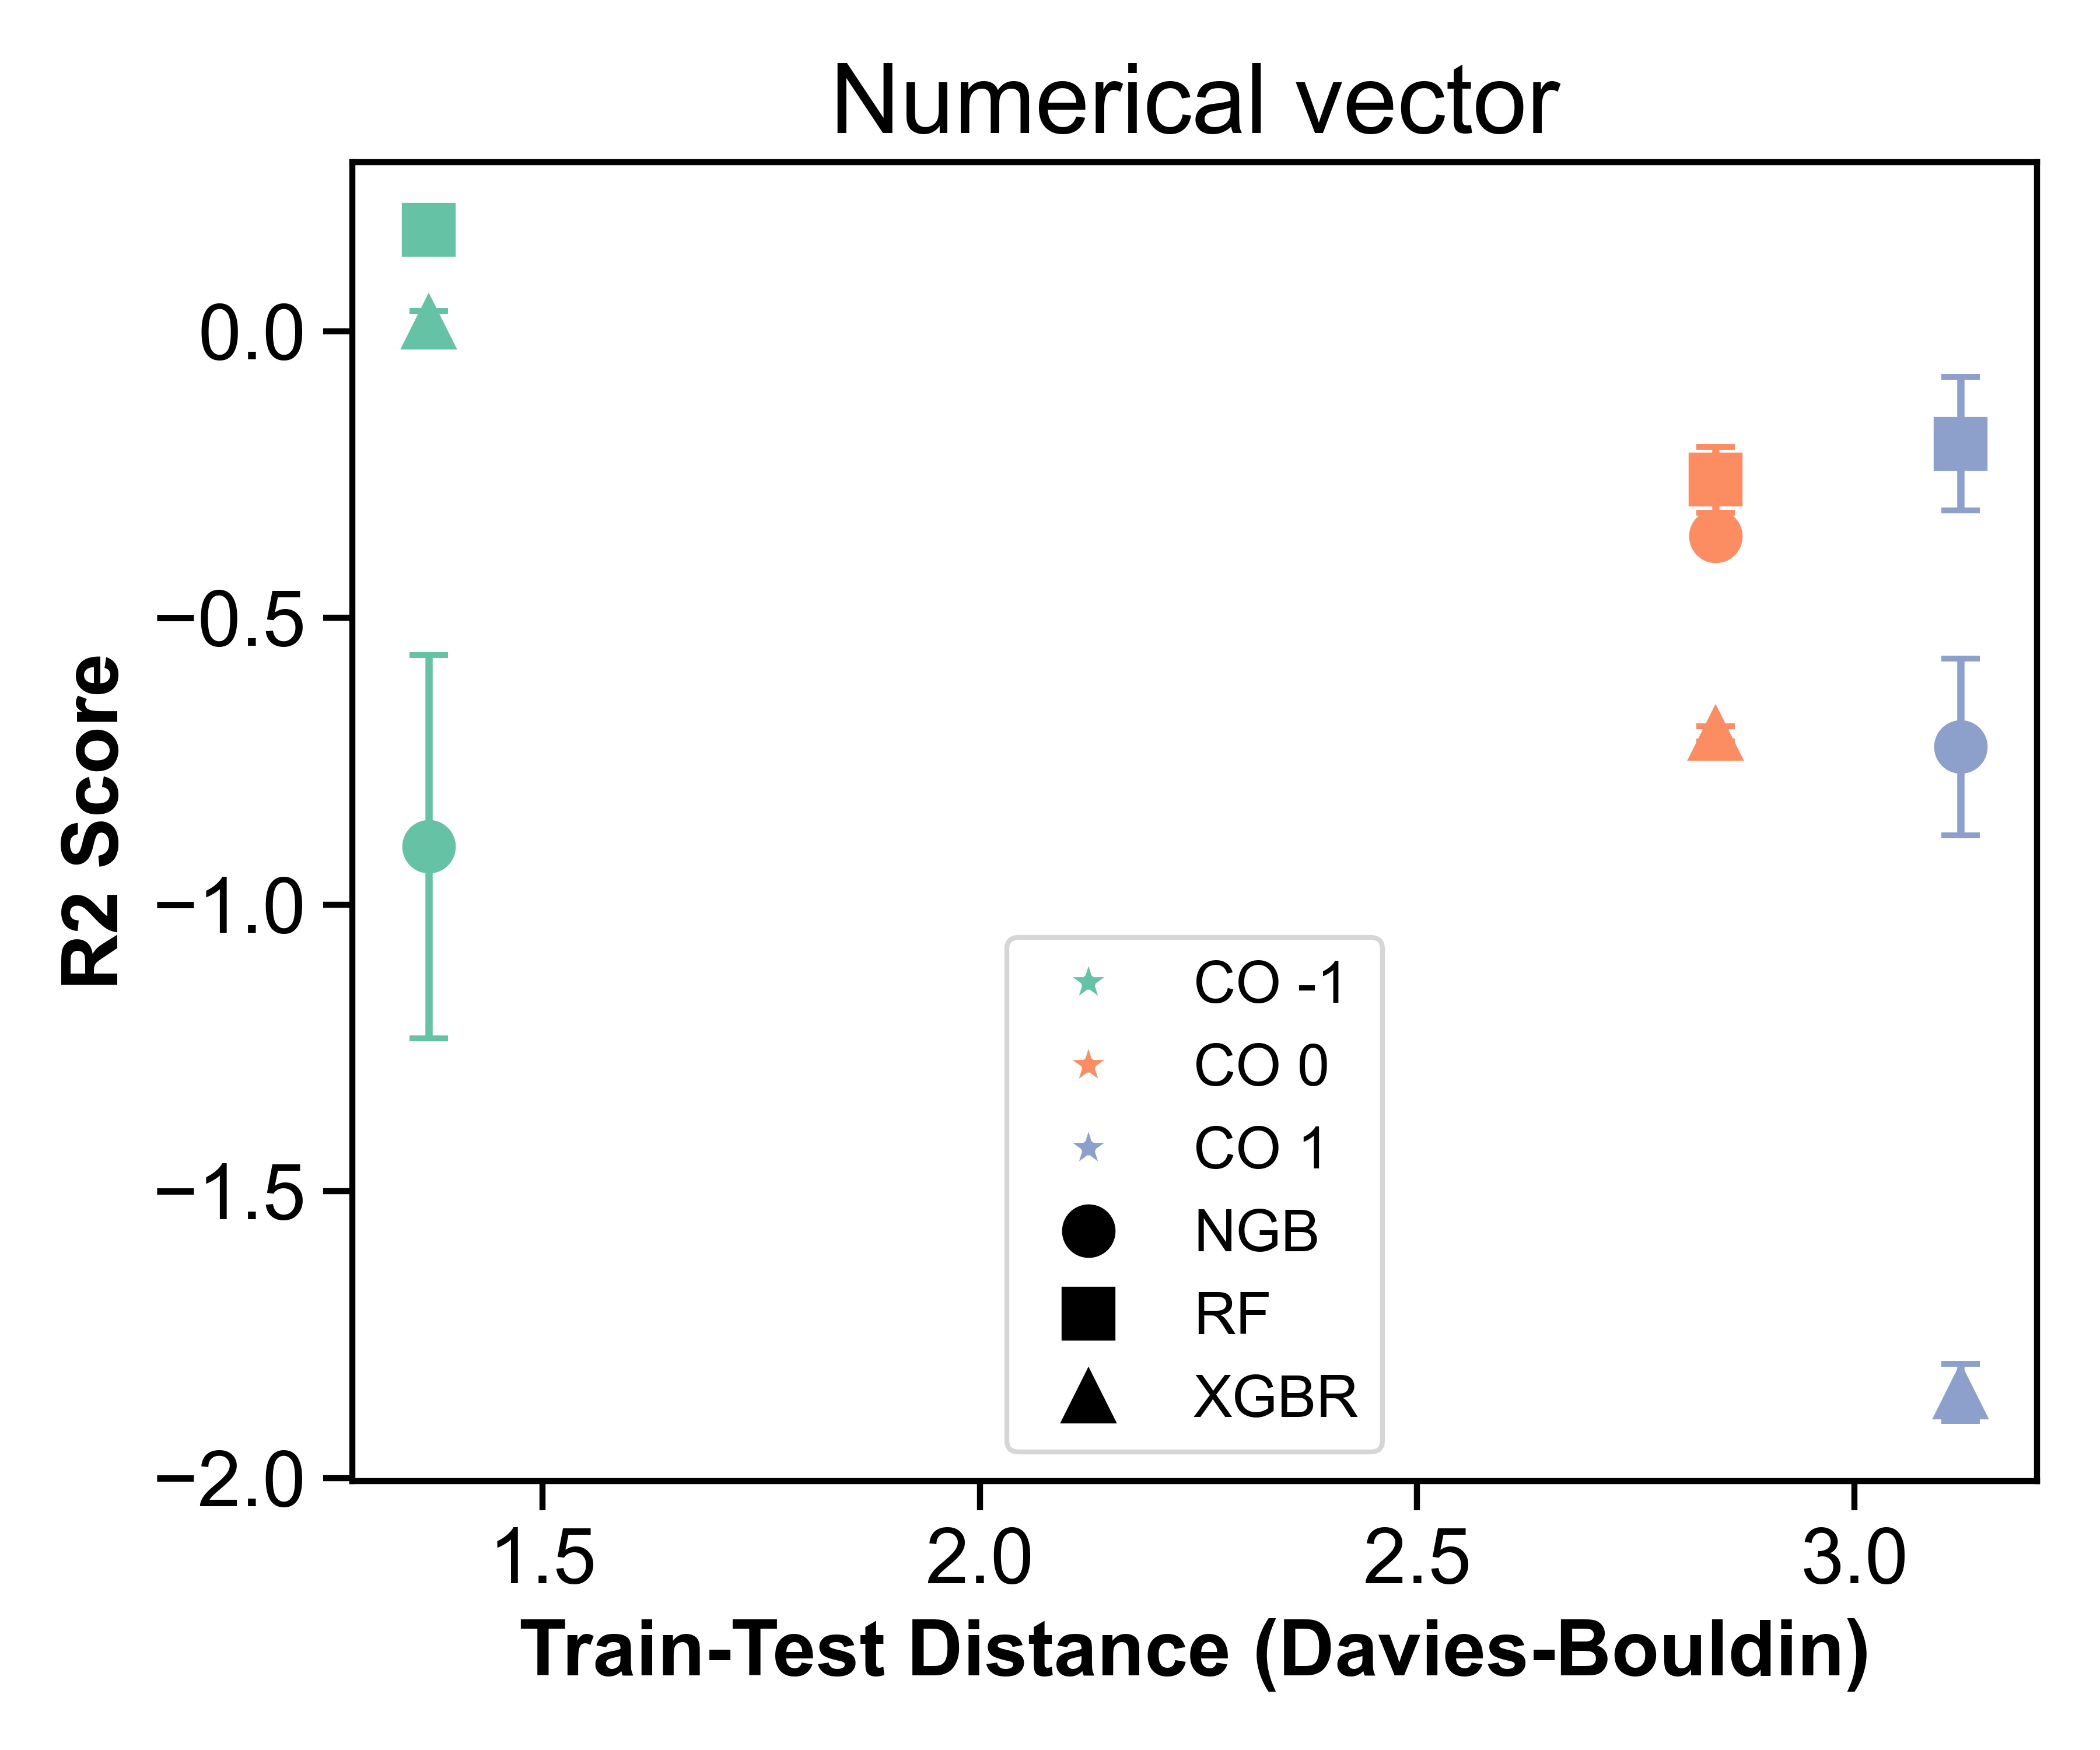 Numerical vector
0.0
−0.5
−1.0
−1.5
−2.0
R2 Score
CO -1
CO 0
CO 1
NGB
RF
XGBR
1.5
2.0
2.5
3.0
Train-Test Distance (Davies-Bouldin)